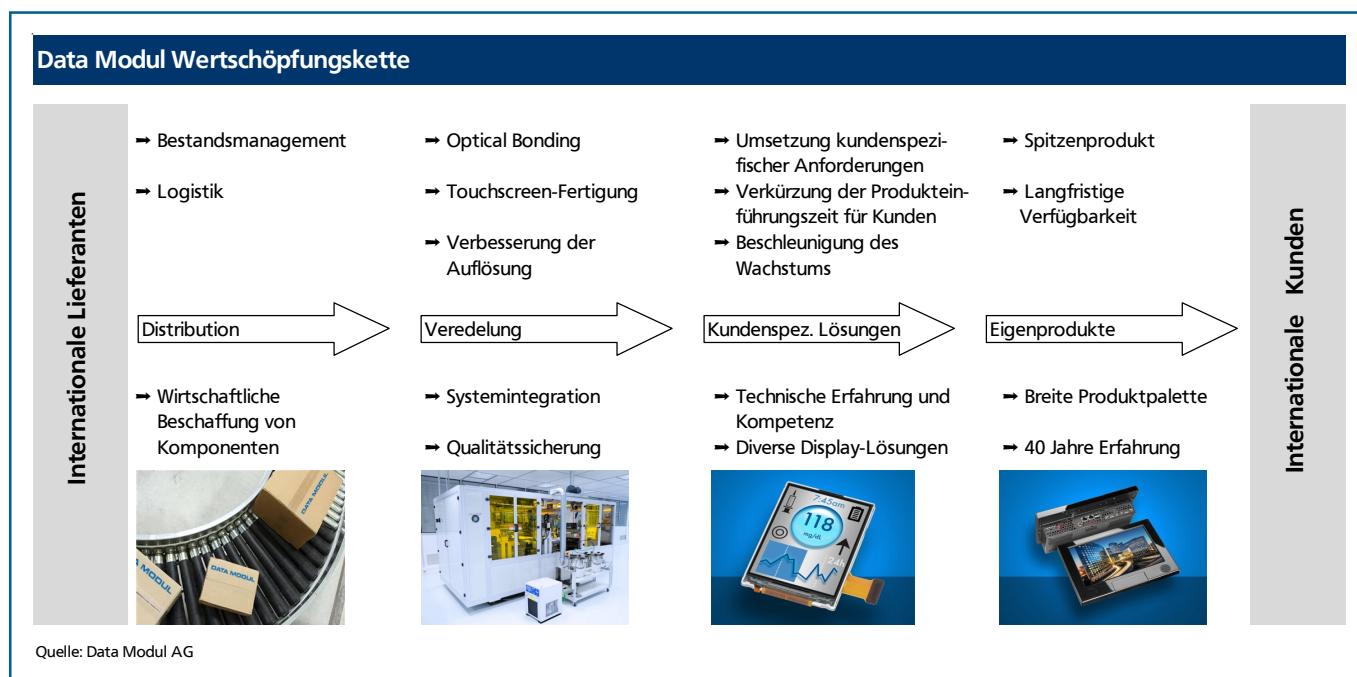 Data Modul Wertschöpfungskette
Internationale Lieferanten
➞ Bestandsmanagement
➞ Logistik
Distribution
➞ Wirtschaftliche
Beschaffung von
Komponenten
DATA MODUL
DATA MODUL
DATA MODUL
➞ Optical Bonding
➞ Touchscreen-Fertigung
➞ Verbesserung der
Auflösung
Veredelung
➞ Systemintegration
➞ Qualitätssicherung
➞ Umsetzung kundenspezi-
fischer Anforderungen
➞ Verkürzung der Produktein-
führungszeit für Kunden
➞ Beschleunigung des
Wachstums
Kundenspez. Lösungen
➞ Technische Erfahrung und
Kompetenz
➞ Diverse Display-Lösungen
7:45am
118
mg/dl
24h
➞ Spitzenprodukt
➞ Langfristige
Verfügbarkeit
Eigenprodukte
➞ Breite Produktpalette
➞ 40 Jahre Erfahrung
Internationale Kunden
Quelle: Data Modul AG